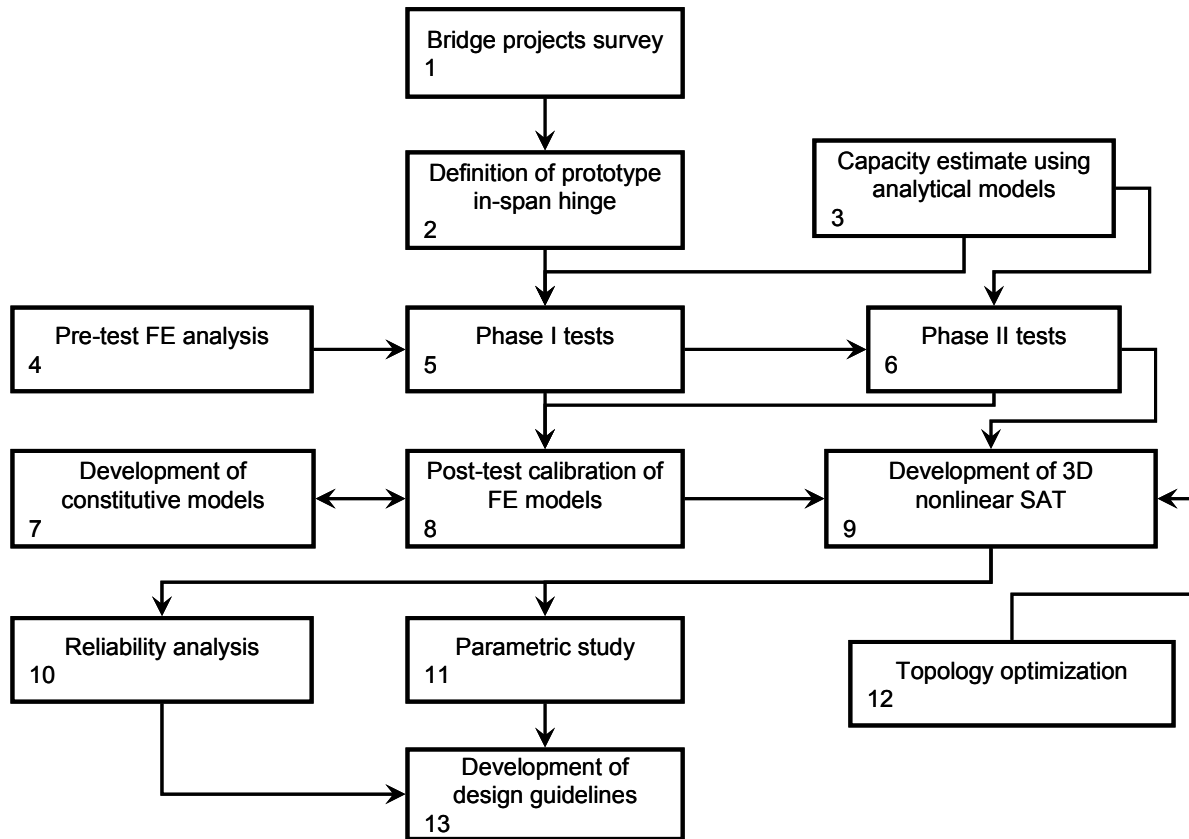 Bridge projects survey
1
Definition of prototype
in-span hinge
2
Capacity estimate using
analytical models
3
Pre-test FE analysis
4
Phase I tests
5
Phase II tests
6
Development of
constitutive models
7
Post-test calibration of
FE models
8
Development of 3D
nonlinear SAT
9
Reliability analysis
10
Parametric study
11
Topology optimization
12
Development of
design guidelines
13